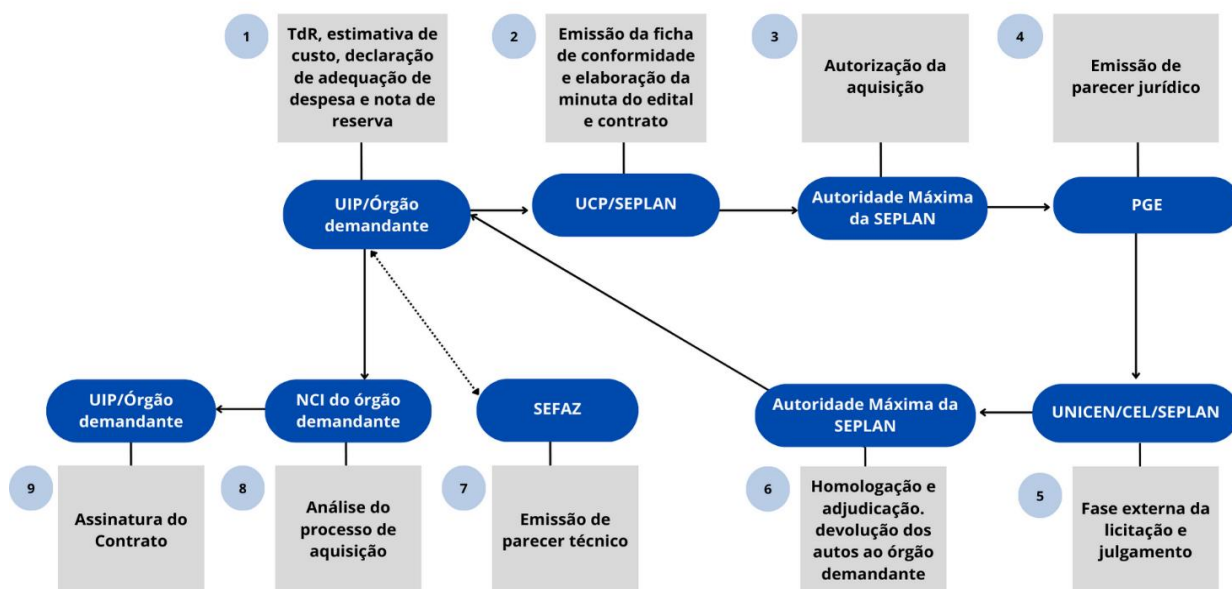 1
TdR, estimativa de
custo, declaração
de adequação de
despesa e nota de
reserva
2
Emissão da ficha
de conformidade
e elaboração da
minuta do edital
e contrato
3
Autorização da
aquisição
4
Emissão de
parecer jurídico
UIP/Órgão
demandante
UCP/SEPLAN
Autoridade Máxima
da SEPLAN
PGE
UIP/Órgão
demandante
NCI do órgão
demandante
SEFAZ
Autoridade Máxima da
SEPLAN
UNICEN/CEL/SEPLAN
9
Assinatura do
Contrato
8
Análise do
processo de
aquisição
7
Emissão de
parecer técnico
6
Homologação e
adjudicação.
devolução dos
autos ao órgão
demandante
5
Fase externa da
licitação e
julgamento